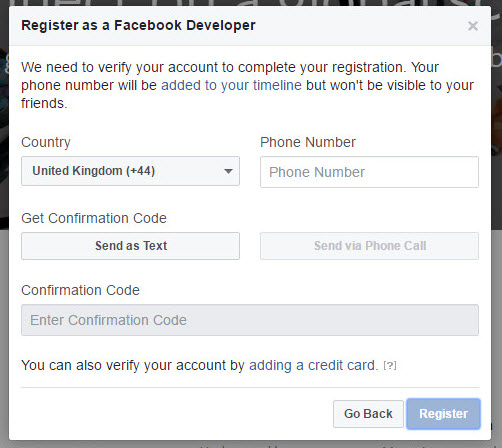 Register as a Facebook Developer
We need to verify your account to complete your registration. Your
phone number will be added to your timeline but won't be visible to your
friends.
Country Phone Number
United Kingdom (+44) Phone Number
Get Confirmation Code
Send as Text Send via Phone Call
Confirmation Code
Enter Confirmation Code
You can also verify your account by adding a credit card. [?]
Go Back Register